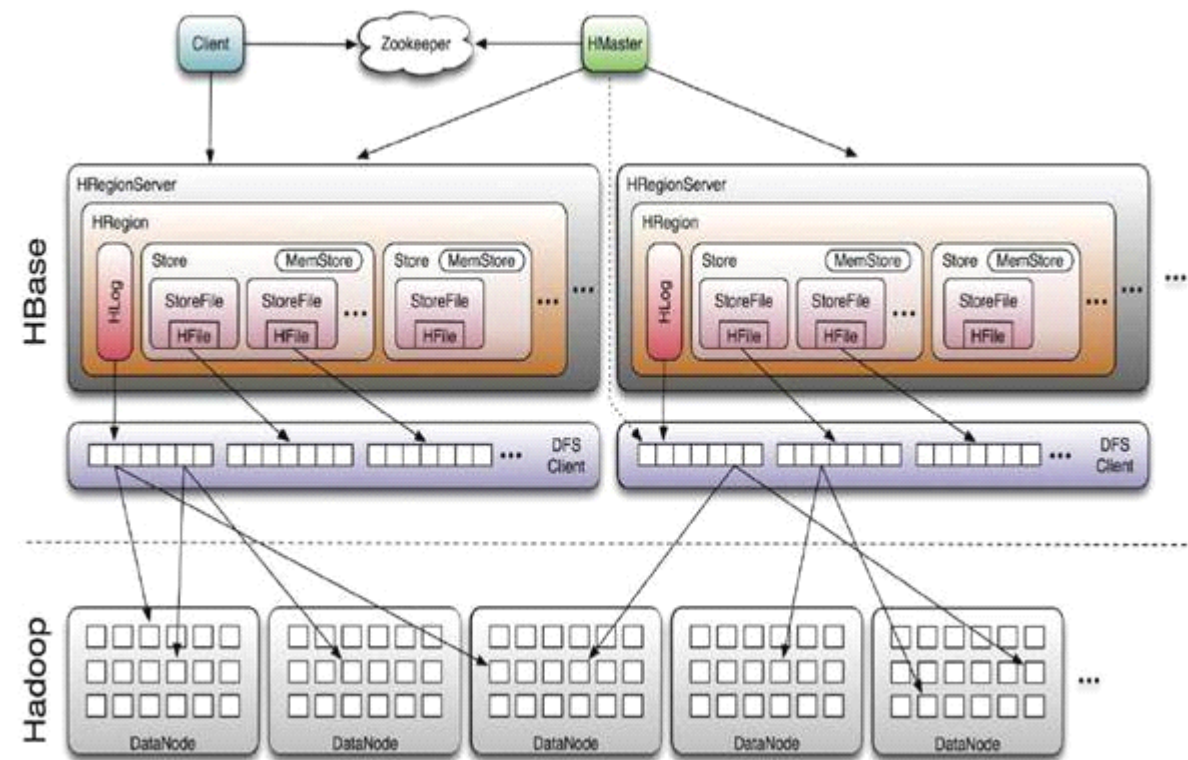 Client
Zookeeper
HMaster
HBase
HRegionServer
HRegion
HLog
Store
MemStore
StoreFile
HFile
StoreFile
HFile
...
Store
MemStore
StoreFile
HFile
...
...
HRegionServer
HRegion
HLog
Store
MemStore
StoreFile
HFile
StoreFile
HFile
...
Store
MemStore
StoreFile
HFile
...
...
...
...
DFS
Client
...
DFS
Client
Hadoop
DataNode
DataNode
DataNode
DataNode
DataNode
...